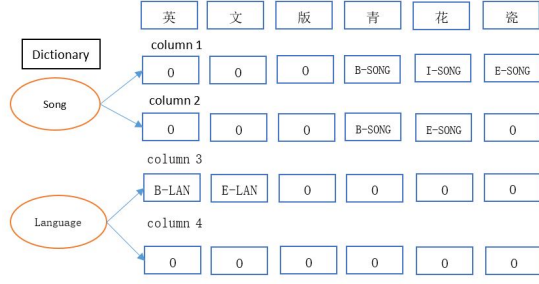 英 文 版 青 花 瓷
column 1
Dictionary
0 0 0 B-SONG I-SONG E-SONG
Song
column 2
0 0 0 B-SONG E-SONG 0
column 3
B-LAN E-LAN 0 0 0 0
Language
column 4
0 0 0 0 0 0